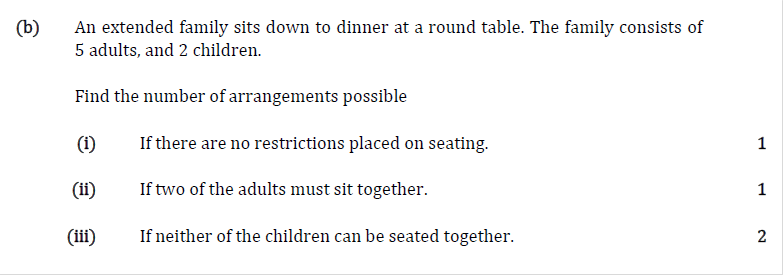 (b) An extended family sits down to dinner at a round table. The family consists of
5 adults, and 2 children.
Find the number of arrangements possible
(i) If there are no restrictions placed on seating. 1
(ii) If two of the adults must sit together. 1
(iii) If neither of the children can be seated together. 2